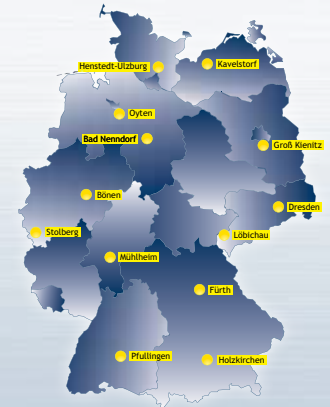 Henstedt-Ulzburg
Kavelstorf
Oyten
Bad Nenndorf
Groß Kienitz
Bönen
Dresden
Stolberg
Löbichau
Mühlheim
Fürth
Pfullingen
Holzkirchen